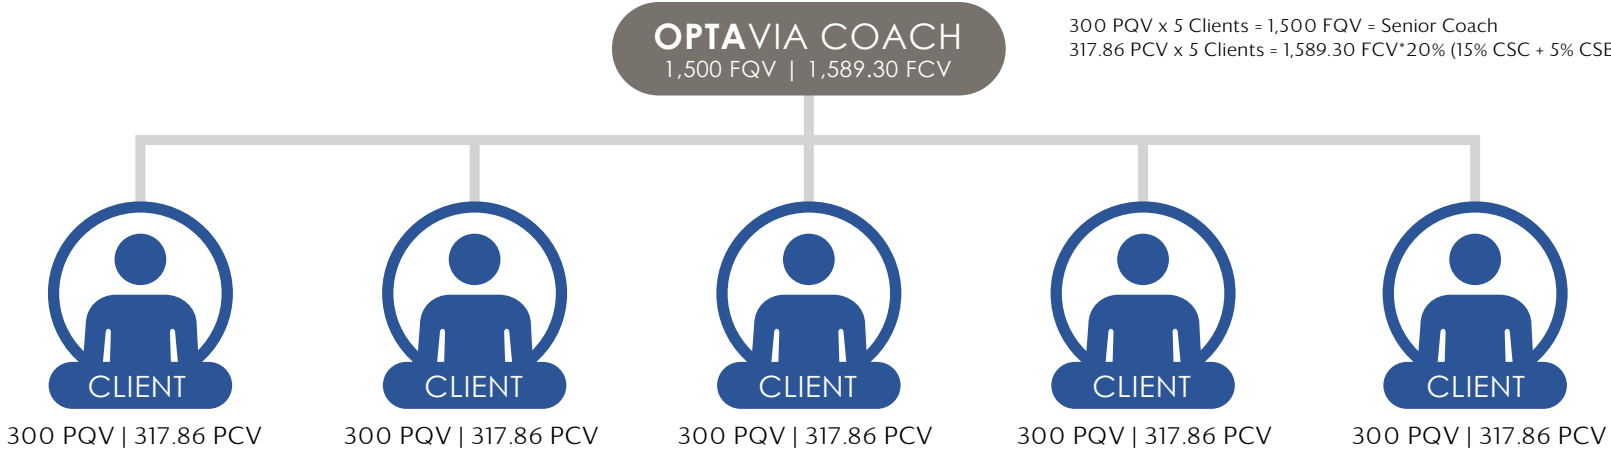 OPTAVIA COACH
1,500 FQV | 1,589.30 FCV
300 PQV x 5 Clients = 1,500 FQV = Senior Coach
317.86 PCV x 5 Clients = 1,589.30 FCV*20% (15% CSC + 5% CSB
CLIENT CLIENT CLIENT CLIENT CLIENT
300 PQV | 317.86 PCV 300 PQV | 317.86 PCV 300 PQV | 317.86 PCV 300 PQV | 317.86 PCV 300 PQV | 317.86 PCV